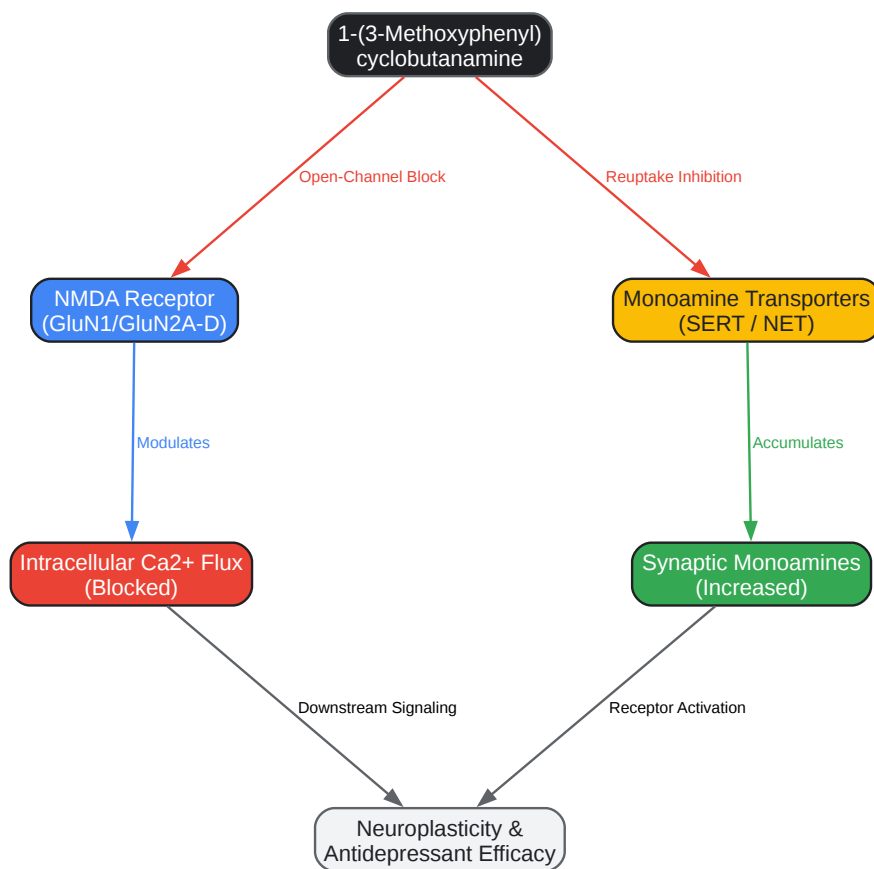 1-(3-Methoxyphenyl)
cyclobutanamine
Open-Channel Block
Reuptake Inhibition
NMDA Receptor
(GluN1/GluN2A-D)
Monoamine Transporters
(SERT / NET)
Modulates
Accumulates
Intracellular Ca2+ Flux
(Blocked)
Synaptic Monoamines
(Increased)
Downstream Signaling
Receptor Activation
Neuroplasticity &
Antidepressant Efficacy